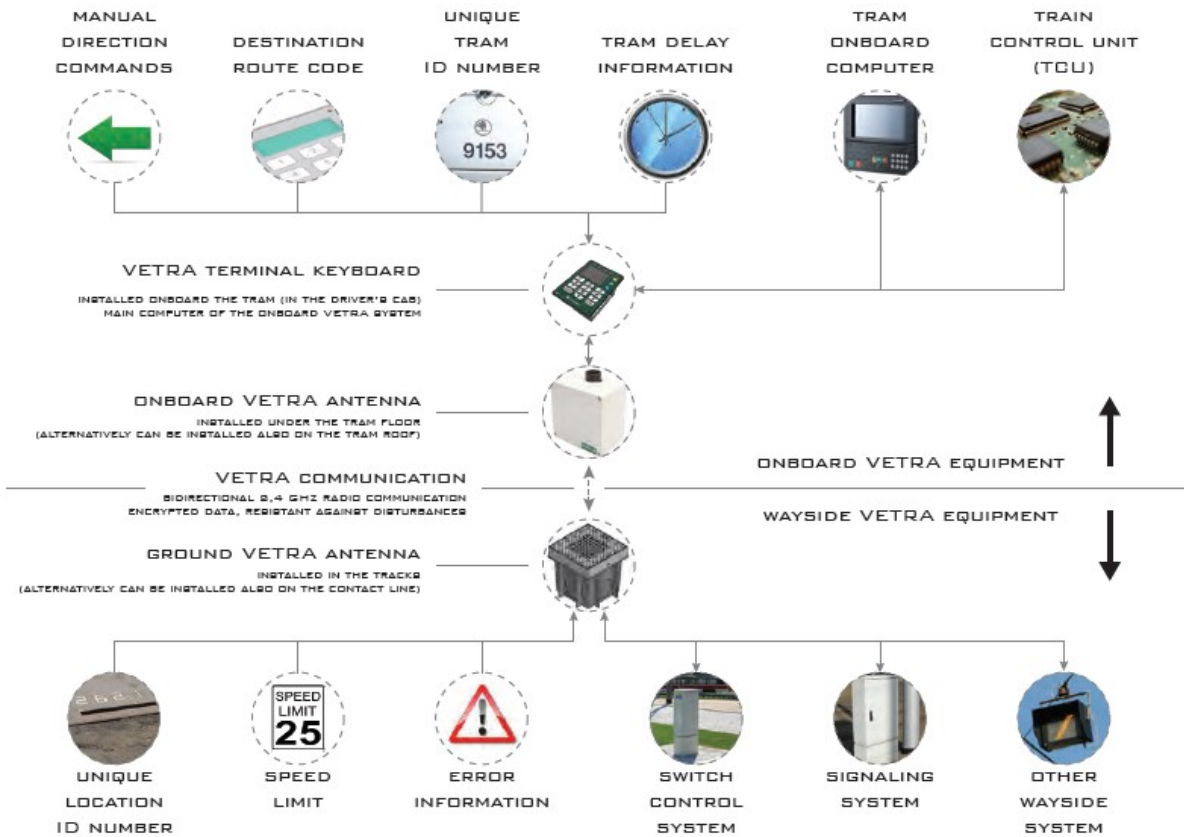 MANUAL
DIRECTION
COMMANDS
DESTINATION
ROUTE CODE
UNIQUE
TRAM
ID NUMBER
TRAM DELAY
INFORMATION
TRAM
ONBOARD
COMPUTER
TRAIN
CONTROL UNIT
(TCU)
9153
VETRA TERMINAL KEYBOARD
INSTALLED ONBOARD THE TRAM (IN THE DRIVER'S CAB)
MAIN COMPUTER OF THE ONBOARD VETRA SYSTEM
ONBOARD VETRA ANTENNA
INSTALLED UNDER THE TRAM FLOOR
(ALTERNATIVELY CAN BE INSTALLED ALSO ON THE TRAM ROOF)
VETRA COMMUNICATION
BIDIRECTIONAL 2,4 GHZ RADIO COMMUNICATION
ENCRYPTED DATA, RESISTANT AGAINST DISTURBANCES
ONBOARD VETRA EQUIPMENT
WAYSIDE VETRA EQUIPMENT
GROUND VETRA ANTENNA
INSTALLED IN THE TRACKS
(ALTERNATIVELY CAN BE INSTALLED ALSO ON THE CONTACT LINE)
2621
SPEED
LIMIT
25
UNIQUE
LOCATION
ID NUMBER
SPEED
LIMIT
ERROR
INFORMATION
SWITCH
CONTROL
SYSTEM
SIGNALING
SYSTEM
OTHER
WAYSIDE
SYSTEM